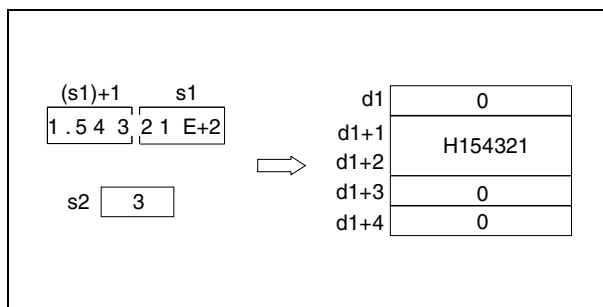 (s1)+1 s1
1 . 5 4 3 2 1 E+2
s2 3
d1 0
d1+1 H154321
d1+2
d1+3 0
d1+4 0